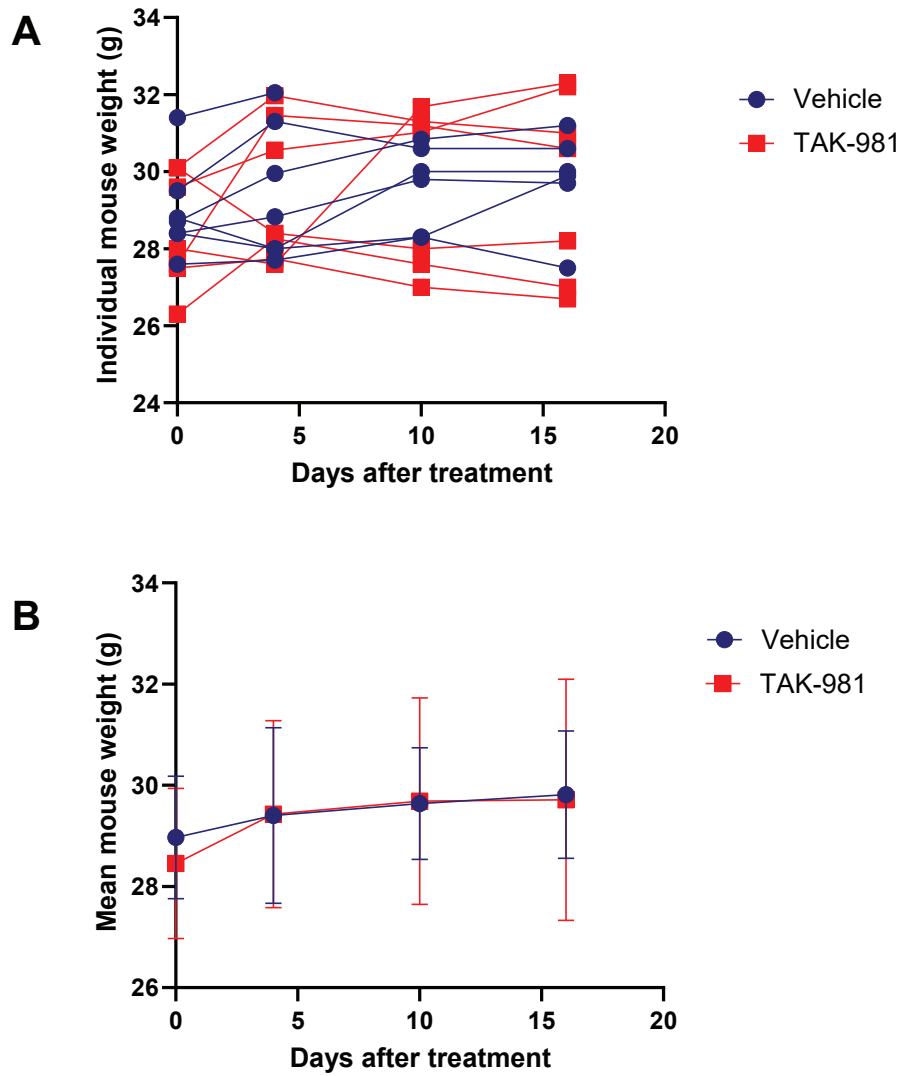 A
Individual mouse weight (g)
34
32
30
28
26
24
0 5 10 15 20
Days after treatment
Vehicle
TAK-981
B
Mean mouse weight (g)
34
32
30
28
26
0 5 10 15 20
Days after treatment
Vehicle
TAK-981